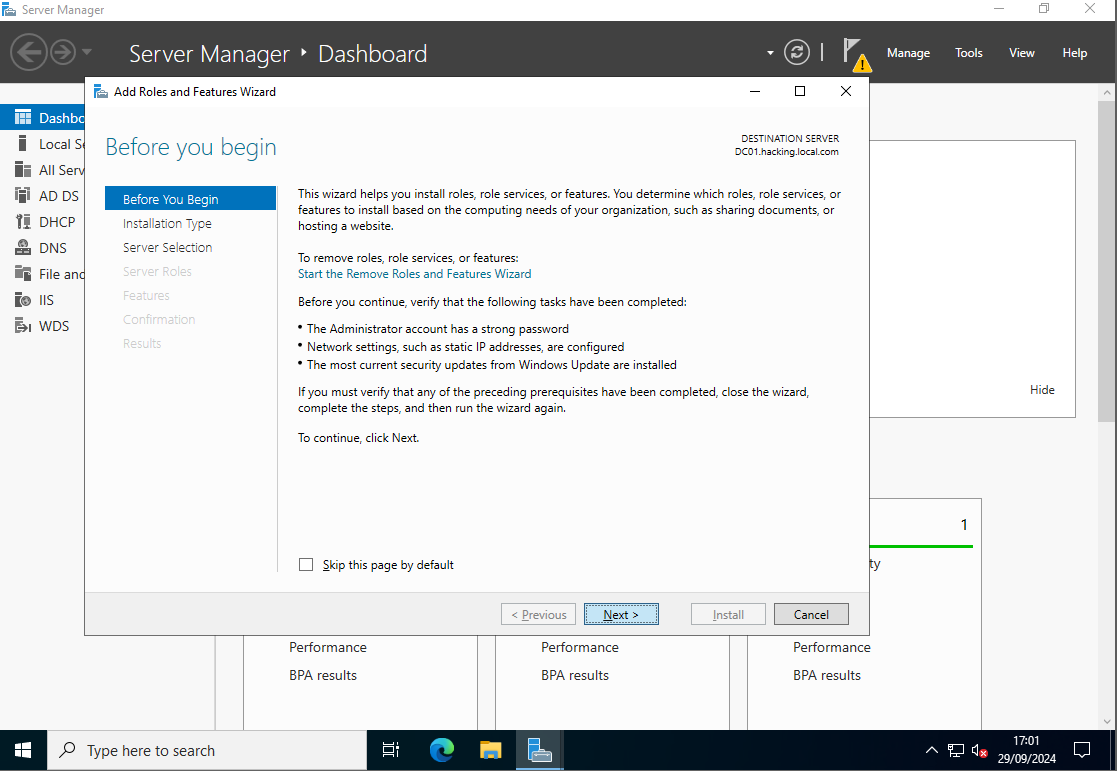 Server Manager
Server Manager
Dashboard
Manage
Tools
View
Help
Add Roles and Features Wizard
Before you begin
DESTINATION SERVER
DC01.hacking.local.com
Before You Begin
Installation Type
Server Selection
Server Roles
Features
Confirmation
Results
This wizard helps you install roles, role services, or features. You determine which roles, role services, or
features to install based on the computing needs of your organization, such as sharing documents, or
hosting a website.
To remove roles, role services, or features:
Start the Remove Roles and Features Wizard
Before you continue, verify that the following tasks have been completed:
• The Administrator account has a strong password
• Network settings, such as static IP addresses, are configured
• The most current security updates from Windows Update are installed
If you must verify that any of the preceding prerequisites have been completed, close the wizard,
complete the steps, and then run the wizard again.
To continue, click Next.
Skip this page by default
< Previous
Next >
Install
Cancel
Dashbo
Local Se
All Serv
AD DS
DHCP
DNS
File and
IIS
WDS
Hide
1
ty
Performance
BPA results
Performance
BPA results
Performance
BPA results
Type here to search
17:01
29/09/2024